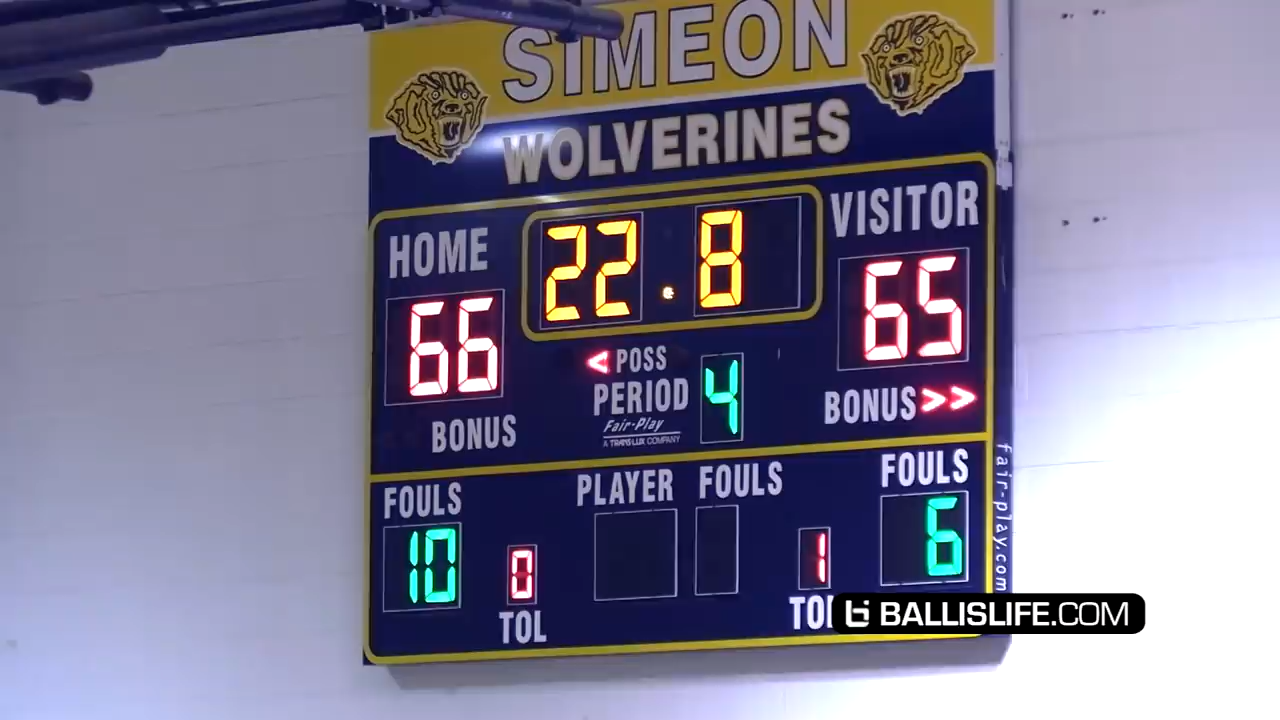 SIMEON
WOLVERINES
HOME
22.8
VISITOR
66
65
< POSS
PERIOD 4
BONUS
BONUS >>
Fair-Play
A TRANS-LUX COMPANY
FOULS
PLAYER
FOULS
FOULS
10
0
1
6
TOL
TOL
fair-play.com
BALLISLIFE.COM